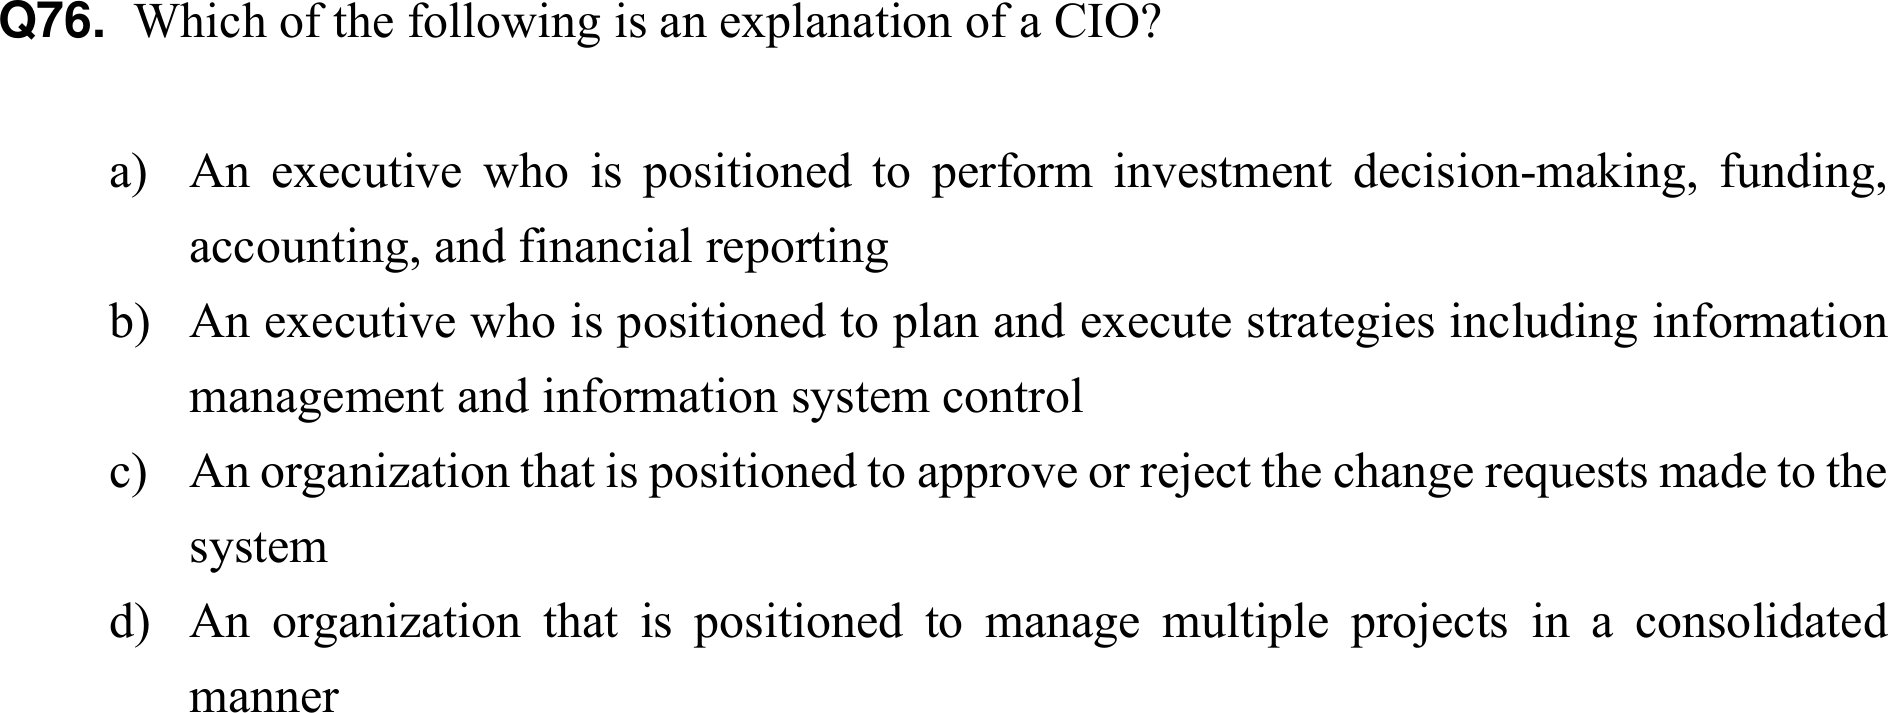 Q76. Which of the following is an explanation of a CIO?
a) An executive who is positioned to perform investment decision-making, funding,
accounting, and financial reporting
b) An executive who is positioned to plan and execute strategies including information
management and information system control
c) An organization that is positioned to approve or reject the change requests made to the
system
d) An organization that is positioned to manage multiple projects in a consolidated
manner